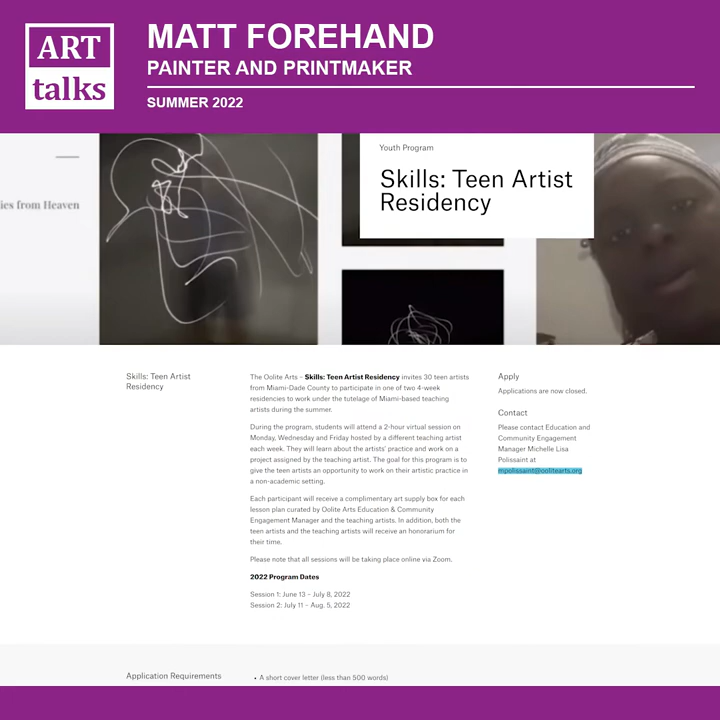 ART
talks
MATT FOREHAND
PAINTER AND PRINTMAKER
SUMMER 2022
ies from Heaven
Youth Program
Skills: Teen Artist
Residency
Skills: Teen Artist
Residency
The Oolite Arts – Skills: Teen Artist Residency invites 30 teen artists
from Miami-Dade County to participate in one of two 4-week
residencies to work under the tutelage of Miami-based teaching
artists during the summer.
During the program, students will attend a 2-hour virtual session on
Monday, Wednesday and Friday hosted by a different teaching artist
each week. They will learn about the artists' practice and work on a
project assigned by the teaching artist. The goal for this program is to
give the teen artists an opportunity to work on their artistic practice in
a non-academic setting.
Each participant will receive a complimentary art supply box for each
lesson plan curated by Oolite Arts Education & Community
Engagement Manager and the teaching artists. In addition, both the
teen artists and the teaching artists will receive an honorarium for
their time.
Please note that all sessions will be taking place online via Zoom.
2022 Program Dates
Session 1: June 13 – July 8, 2022
Session 2: July 11 – Aug. 5, 2022
Apply
Applications are now closed.
Contact
Please contact Education and
Community Engagement
Manager Michelle Lisa
Polissaint at
mpolissaint@oolitearts.org
Application Requirements
• A short cover letter (less than 500 words)